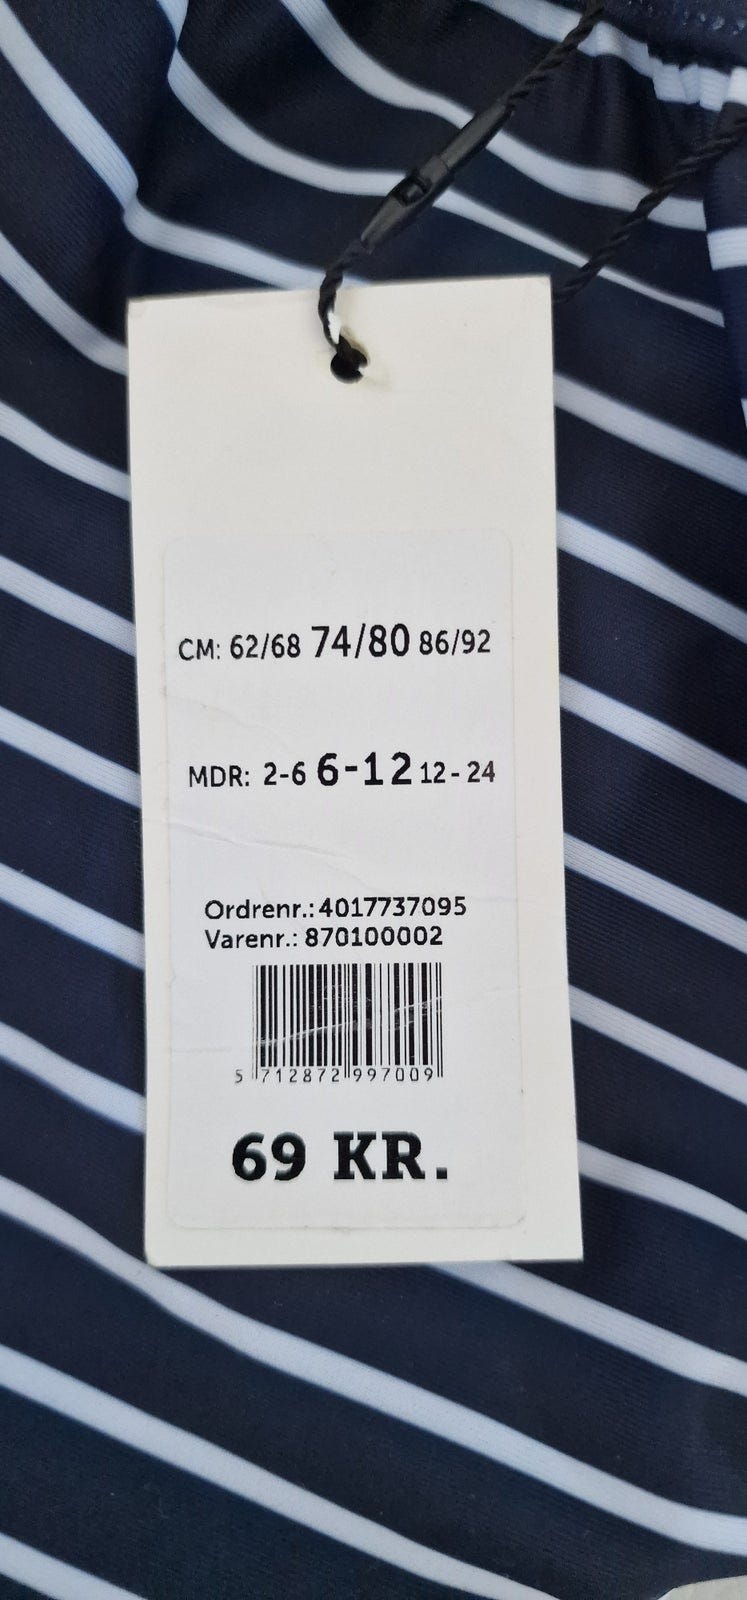 CM: 62/68 74/80 86/92
MDR: 2-6 6-12 12-24
Ordrenr.: 4017737095
Varenr.: 870100002
5 712872 997009
69 KR.